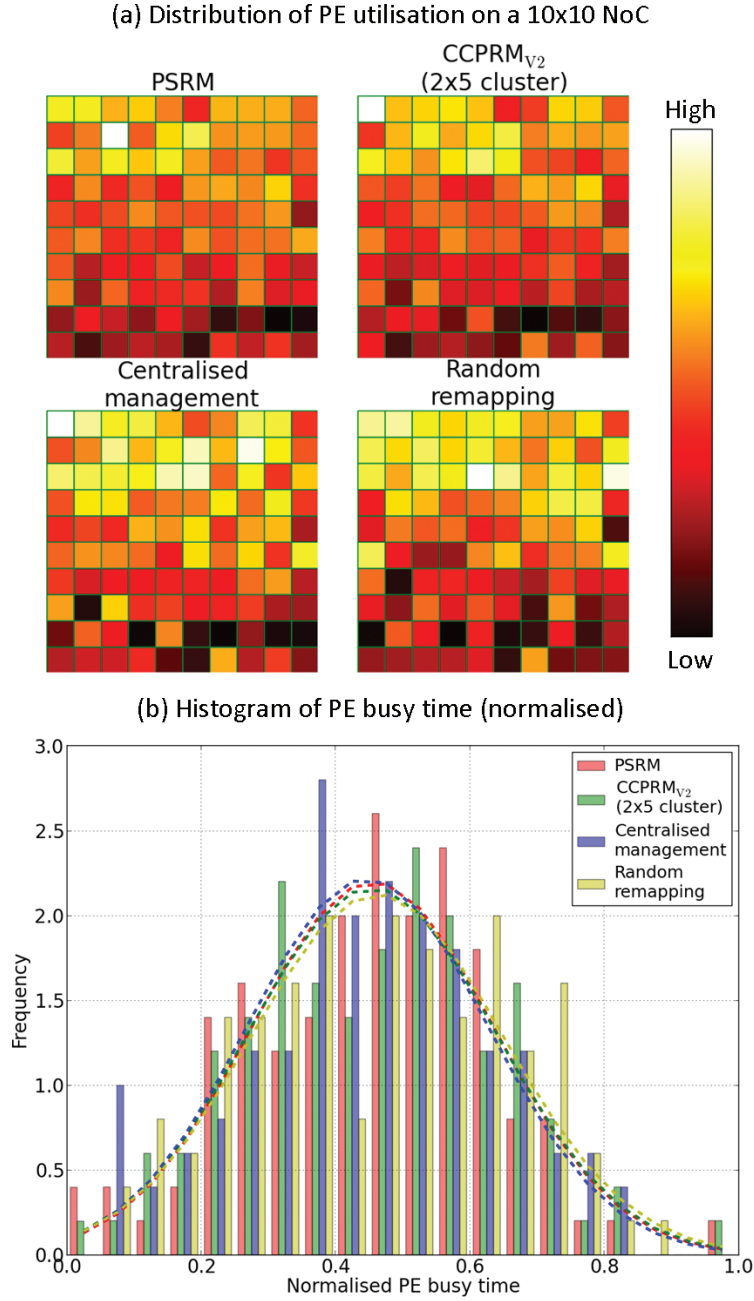 (a) Distribution of PE utilisation on a 10x10 NoC
PSRM
CCPRM_V2
(2x5 cluster)
High
Low
Centralised
management
Random
remapping
(b) Histogram of PE busy time (normalised)
3.0
2.5
2.0
1.5
1.0
0.5
0.0
Frequency
PSRM
CCPRM_V2
(2x5 cluster)
Centralised
management
Random
remapping
0.0 0.2 0.4 0.6 0.8 1.0
Normalised PE busy time